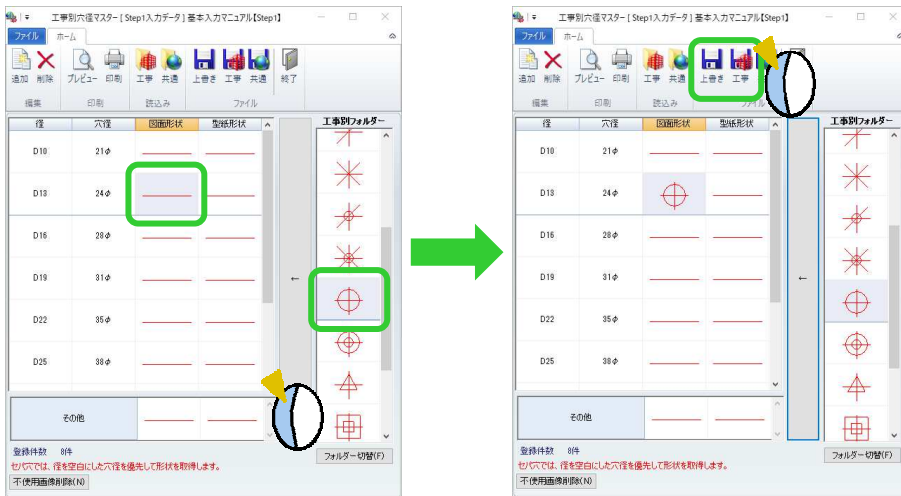 工事別穴径マスター [ Step1入力データ ] 基本入力マニュアル【Step1】
ファイル ホーム
追加 削除 プレビュー 印刷 工事 共通 上書き 工事 共通 終了
編集 印刷 読込み ファイル
径 穴径 図面形状 型紙形状 工事別フォルダー
D10 21φ
D13 24φ
D16 28φ
D19 31φ
←
D22 35φ
D25 38φ
その他
登録件数 8件
フォルダー切替(F)
セパ穴では、径を空白にした穴径を優先して形状を取得します。
不使用画像削除(N)
工事別穴径マスター [ Step1入力データ ] 基本入力マニュアル【Step1】
ファイル ホーム
追加 削除 プレビュー 印刷 工事 共通 上書き 工事
編集 印刷 読込み
径 穴径 図面形状 型紙形状 工事別フォルダー
D10 21φ
D13 24φ
D16 28φ
D19 31φ
←
D22 35φ
D25 38φ
その他
登録件数 8件
フォルダー切替(F)
セパ穴では、径を空白にした穴径を優先して形状を取得します。
不使用画像削除(N)